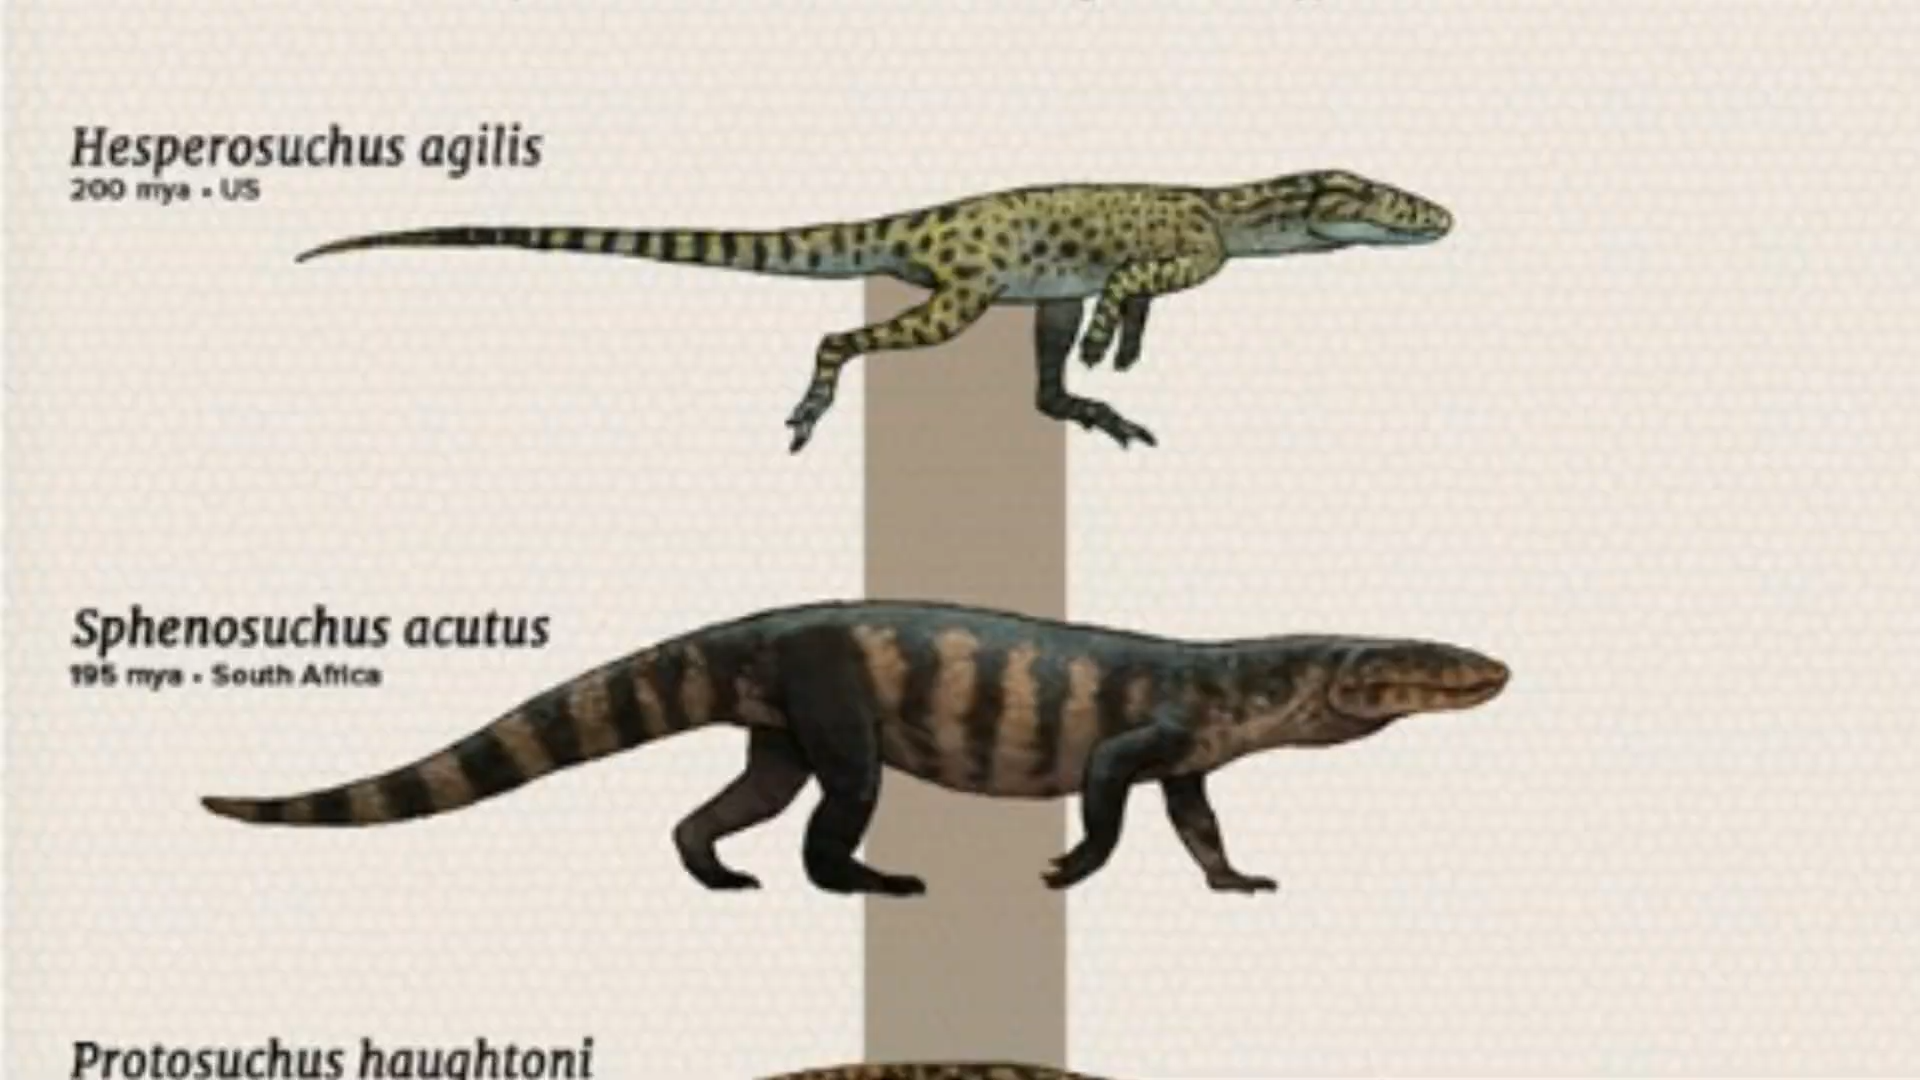 Hesperosuchus agilis
200 mya • US
Sphenosuchus acutus
195 mya • South Africa
Protosuchus haughtoni